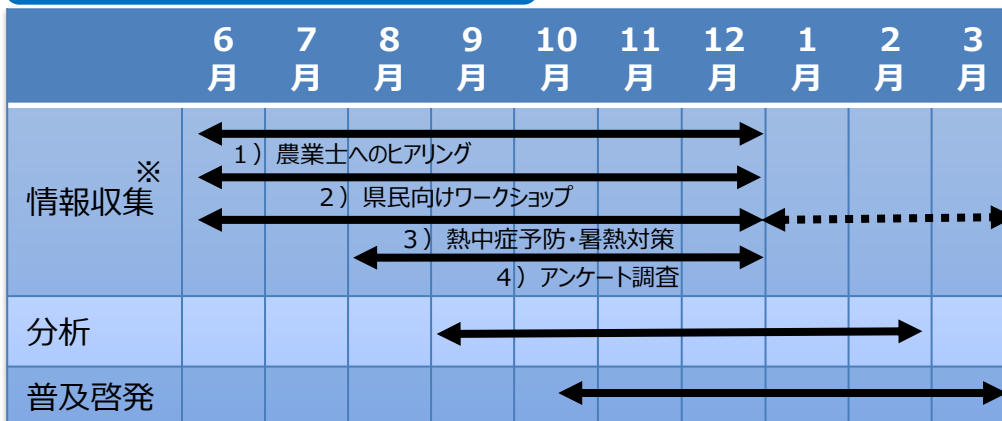 6月 7月 8月 9月 10月 11月 12月 1月 2月 3月
情報収集※
1）農業士へのヒアリング
2）県民向けワークショップ
3）熱中症予防・暑熱対策
4）アンケート調査
分析
普及啓発